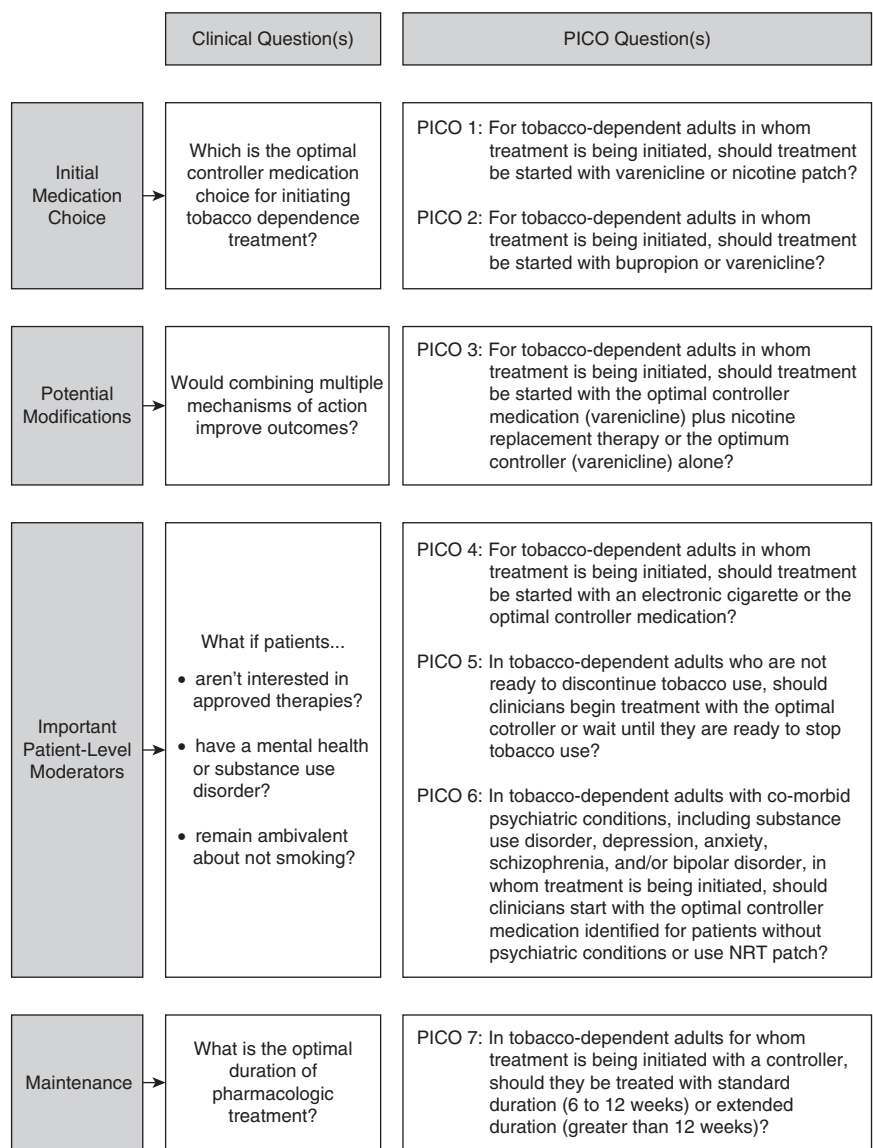 Clinical Question(s)
PICO Question(s)
Initial
Medication
Choice
Which is the optimal
controller medication
choice for initiating
tobacco dependence
treatment?
PICO 1: For tobacco-dependent adults in whom
treatment is being initiated, should treatment
be started with varenicline or nicotine patch?
PICO 2: For tobacco-dependent adults in whom
treatment is being initiated, should treatment
be started with bupropion or varenicline?
Potential
Modifications
Would combining multiple
mechanisms of action
improve outcomes?
PICO 3: For tobacco-dependent adults in whom
treatment is being initiated, should treatment
be started with the optimal controller
medication (varenicline) plus nicotine
replacement therapy or the optimum
controller (varenicline) alone?
Important
Patient-Level
Moderators
What if patients...
• aren't interested in
approved therapies?
• have a mental health
or substance use
disorder?
• remain ambivalent
about not smoking?
PICO 4: For tobacco-dependent adults in whom
treatment is being initiated, should treatment
be started with an electronic cigarette or the
optimal controller medication?
PICO 5: In tobacco-dependent adults who are not
ready to discontinue tobacco use, should
clinicians begin treatment with the optimal
cotroller or wait until they are ready to stop
tobacco use?
PICO 6: In tobacco-dependent adults with co-morbid
psychiatric conditions, including substance
use disorder, depression, anxiety,
schizophrenia, and/or bipolar disorder, in
whom treatment is being initiated, should
clinicians start with the optimal controller
medication identified for patients without
psychiatric conditions or use NRT patch?
Maintenance
What is the optimal
duration of
pharmacologic
treatment?
PICO 7: In tobacco-dependent adults for whom
treatment is being initiated with a controller,
should they be treated with standard
duration (6 to 12 weeks) or extended
duration (greater than 12 weeks)?